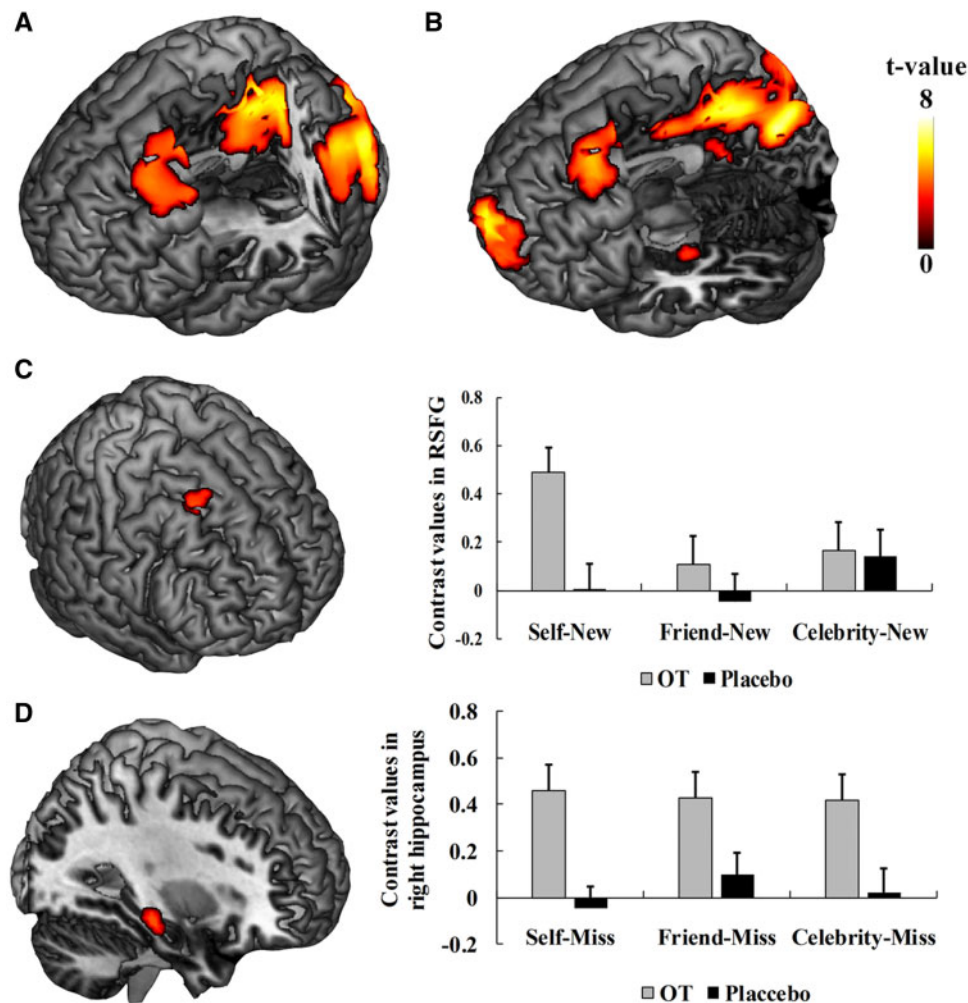 A
B
t-value
8
0
C
Contrast values in RSFG
0.8
0.6
0.4
0.2
0
-0.2
Self-New
Friend-New
Celebrity-New
OT
Placebo
D
Contrast values in
right hippocampus
0.8
0.6
0.4
0.2
0
-0.2
Self-Miss
Friend-Miss
Celebrity-Miss
OT
Placcebo